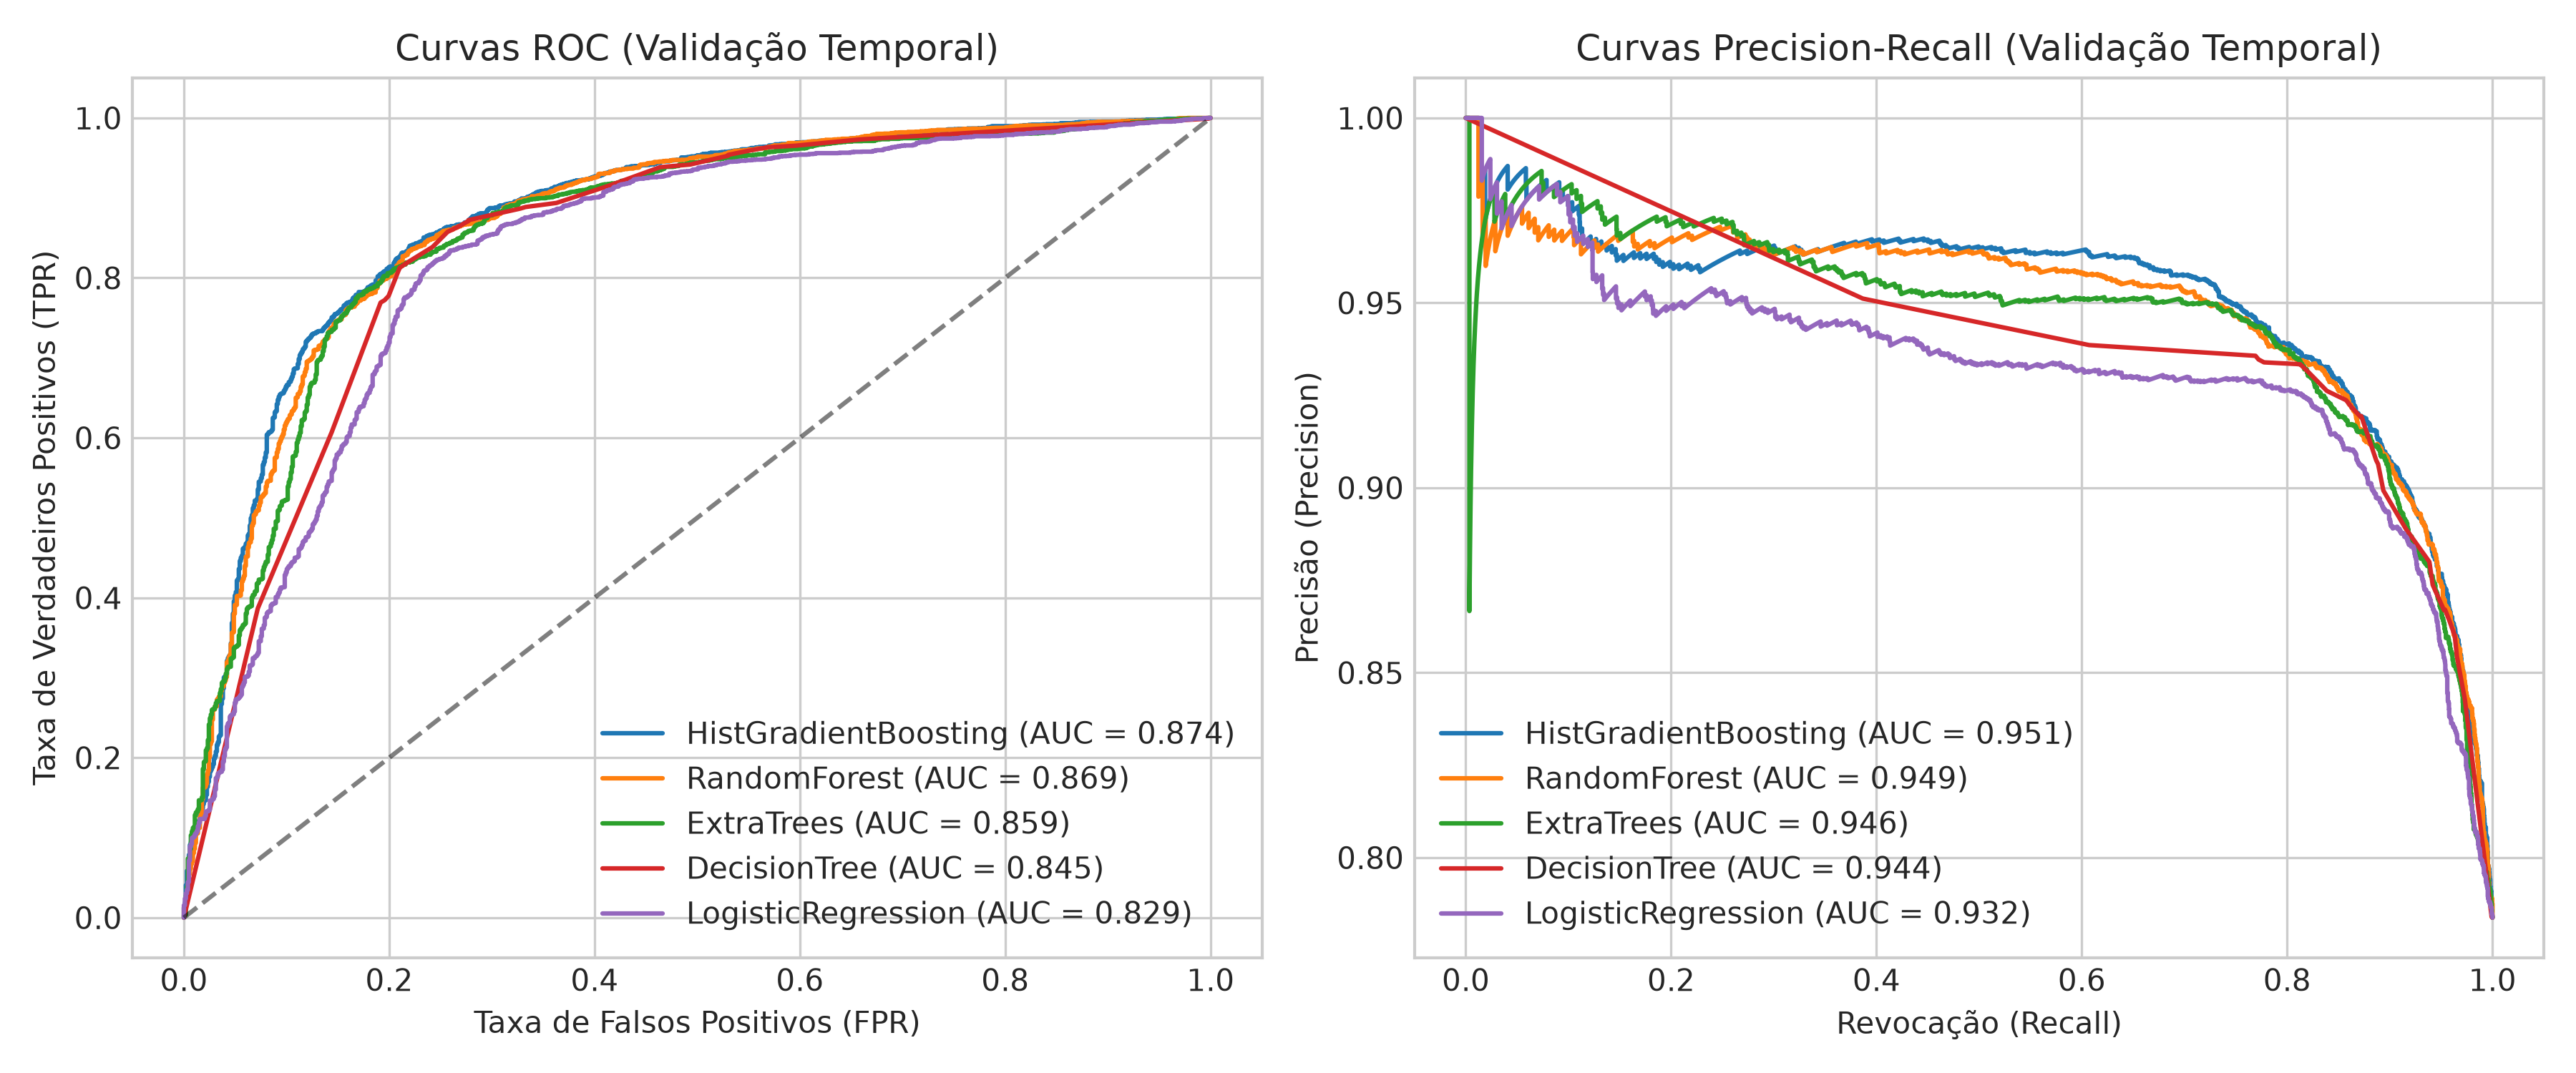 Curvas ROC (Validação Temporal)
Taxa de Verdadeiros Positivos (TPR)
1.0
0.8
0.6
0.4
0.2
0.0
HistGradientBoosting (AUC = 0.874)
RandomForest (AUC = 0.869)
ExtraTrees (AUC = 0.859)
DecisionTree (AUC = 0.845)
LogisticRegression (AUC = 0.829)
0.0 0.2 0.4 0.6 0.8 1.0
Taxa de Falsos Positivos (FPR)
Curvas Precision-Recall (Validação Temporal)
Precisão (Precision)
1.00
0.95
0.90
0.85
0.80
HistGradientBoosting (AUC = 0.951)
RandomForest (AUC = 0.949)
ExtraTrees (AUC = 0.946)
DecisionTree (AUC = 0.944)
LogisticRegression (AUC = 0.932)
0.0 0.2 0.4 0.6 0.8 1.0
Revocação (Recall)